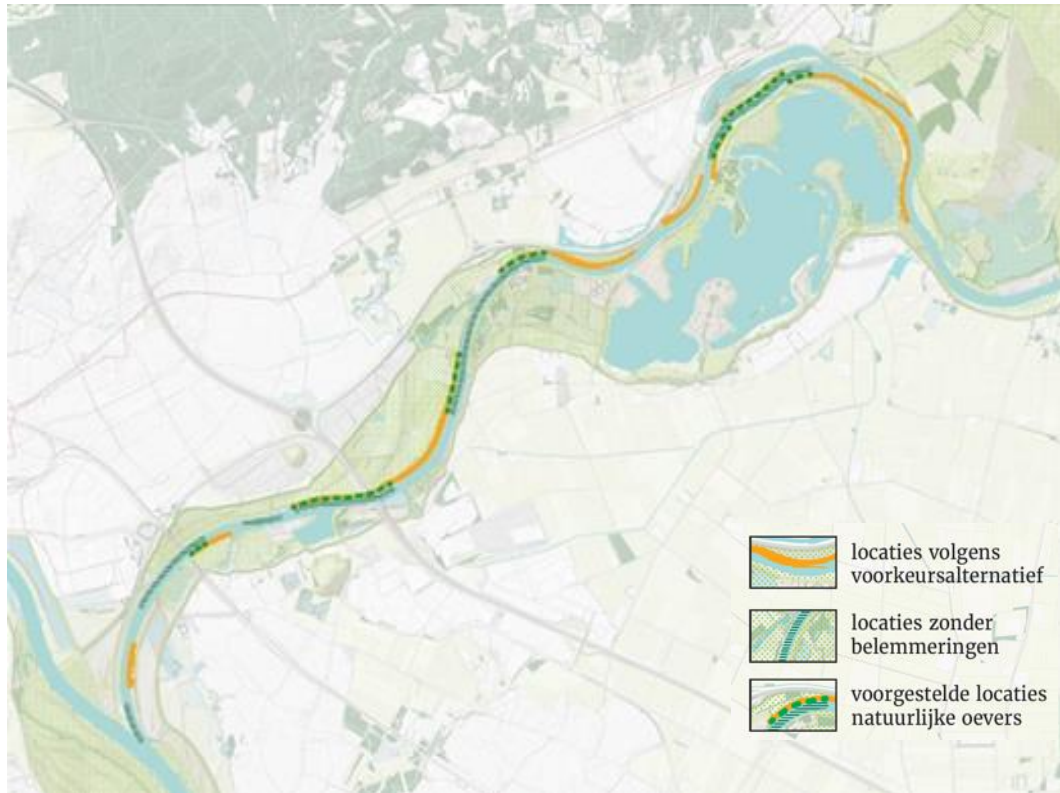 locaties volgens
voorkeursalternatief
locaties zonder
belemmeringen
voorgestelde locaties
natuurlijke oevers